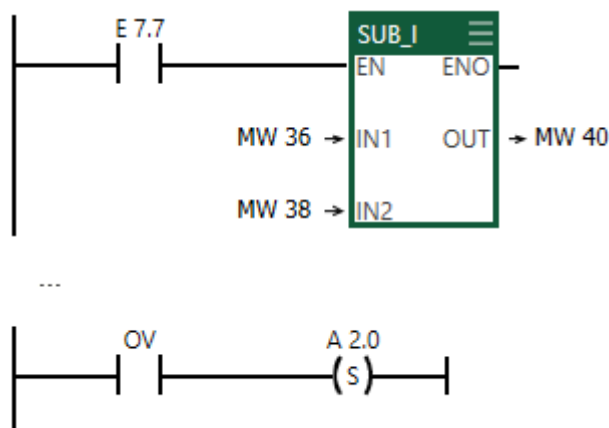 E 7.7
SUB_I
EN ENO
MW 36 → IN1 OUT → MW 40
MW 38 → IN2
...
OV A 2.0
(S)